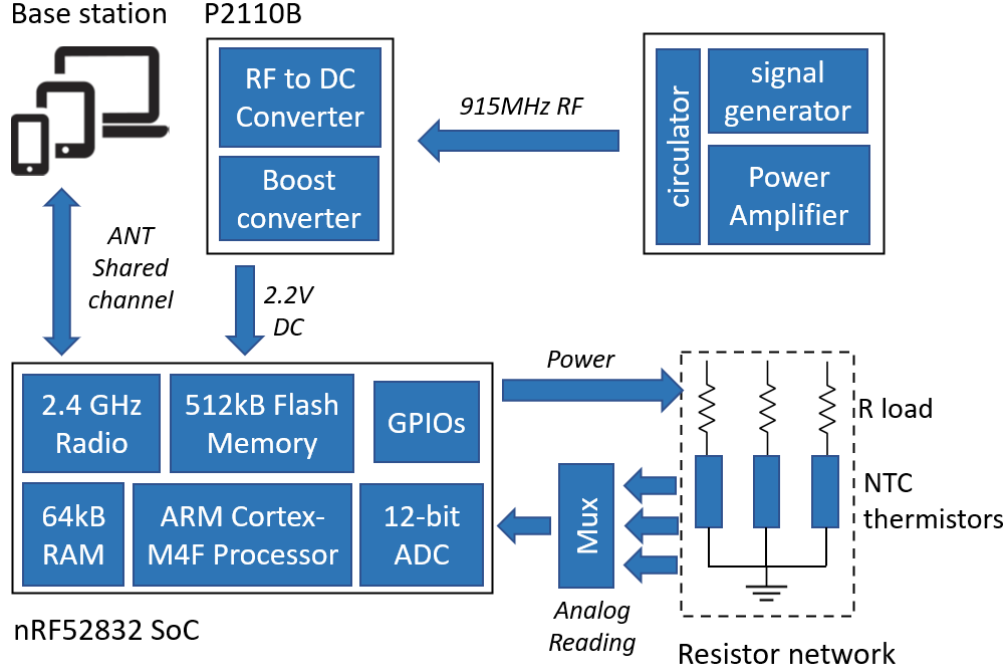 Base station
P2110B
RF to DC
Converter
Boost
converter
915MHz RF
circulator
signal
generator
Power
Amplifier
ANT
Shared
channel
2.2V
DC
2.4 GHz
Radio
512kB Flash
Memory
GPIOs
64kB
RAM
ARM Cortex-
M4F Processor
12-bit
ADC
nRF52832 SoC
Power
Mux
Analog
Reading
R load
NTC
thermistors
Resistor network